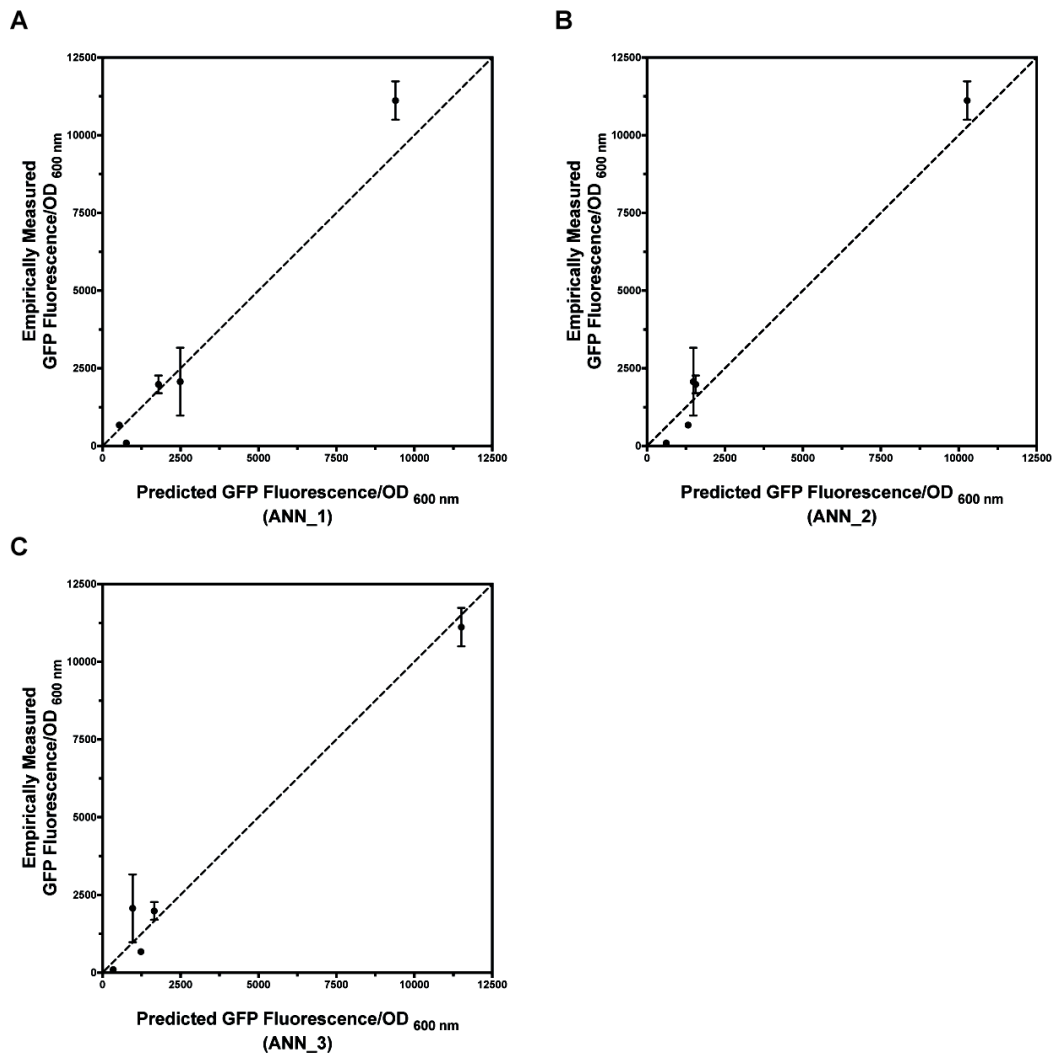 A
12500
10000
7500
5000
2500
0
Empirically Measured
GFP Fluorescence/OD 600 nm
0 2500 5000 7500 10000 12500
Predicted GFP Fluorescence/OD 600 nm
(ANN_1)
B
12500
10000
7500
5000
2500
0
Empirically Measured
GFP Fluorescence/OD 600 nm
0 2500 5000 7500 10000 12500
Predicted GFP Fluorescence/OD 600 nm
(ANN_2)
C
12500
10000
7500
5000
2500
0
Empirically Measured
GFP Fluorescence/OD 600 nm
0 2500 5000 7500 10000 12500
Predicted GFP Fluorescence/OD 600 nm
(ANN_3)